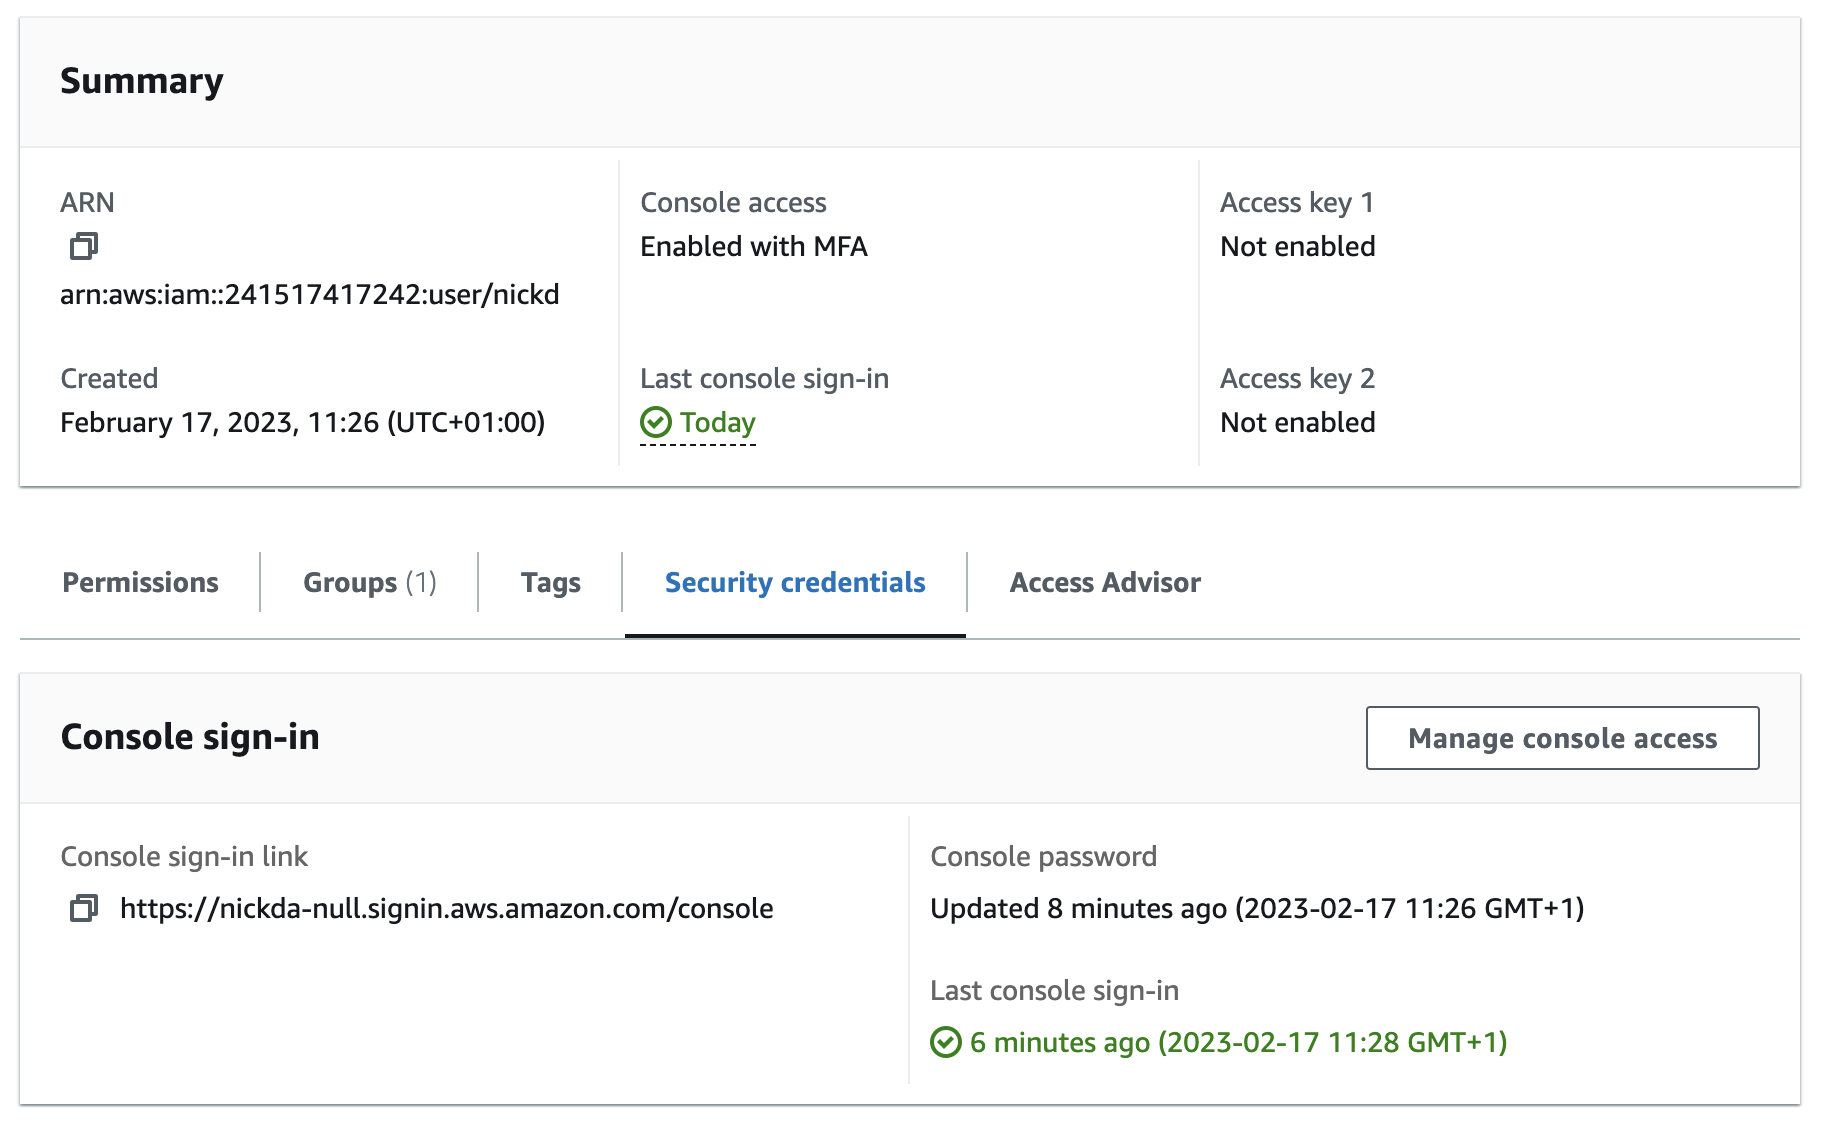 Summary
ARN
arn:aws:iam::241517417242:user/nickd
Created
February 17, 2023, 11:26 (UTC+01:00)
Console access
Enabled with MFA
Last console sign-in
Today
Access key 1
Not enabled
Access key 2
Not enabled
Permissions
Groups (1)
Tags
Security credentials
Access Advisor
Console sign-in
Manage console access
Console sign-in link
https://nickda-null.signin.aws.amazon.com/console
Console password
Updated 8 minutes ago (2023-02-17 11:26 GMT+1)
Last console sign-in
6 minutes ago (2023-02-17 11:28 GMT+1)